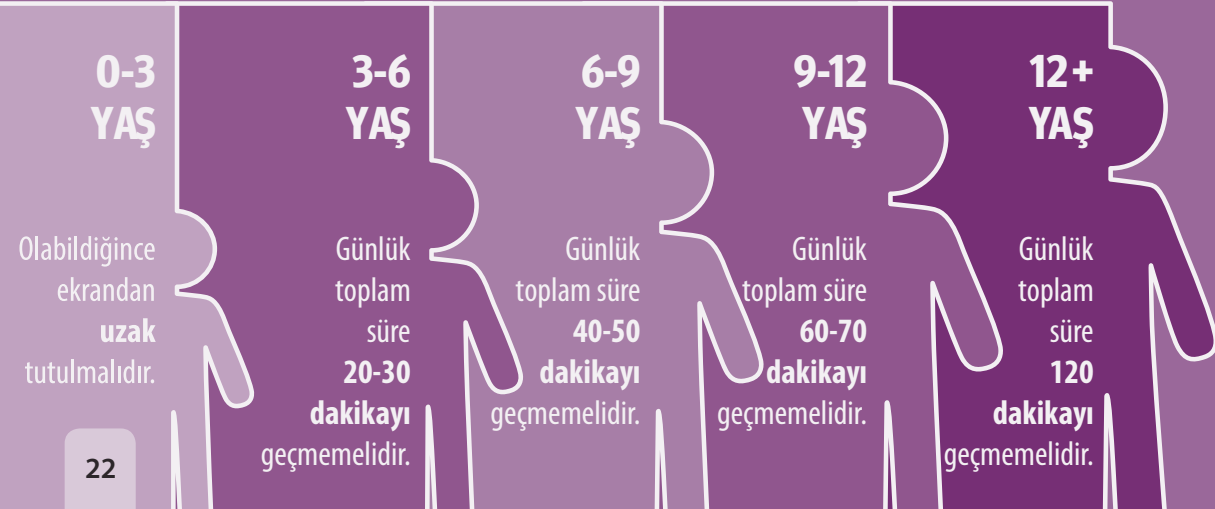 0-3
YAŞ
Olabildiğince
ekrandan
uzak
tutulmalıdır.
3-6
YAŞ
Günlük
toplam
süre
20-30
dakikayı
geçmemelidir.
6-9
YAŞ
Günlük
toplam süre
40-50
dakikayı
geçmemelidir.
9-12
YAŞ
Günlük
toplam süre
60-70
dakikayı
geçmemelidir.
12+
YAŞ
Günlük
toplam
süre
120
dakikayı
geçmemelidir.
22